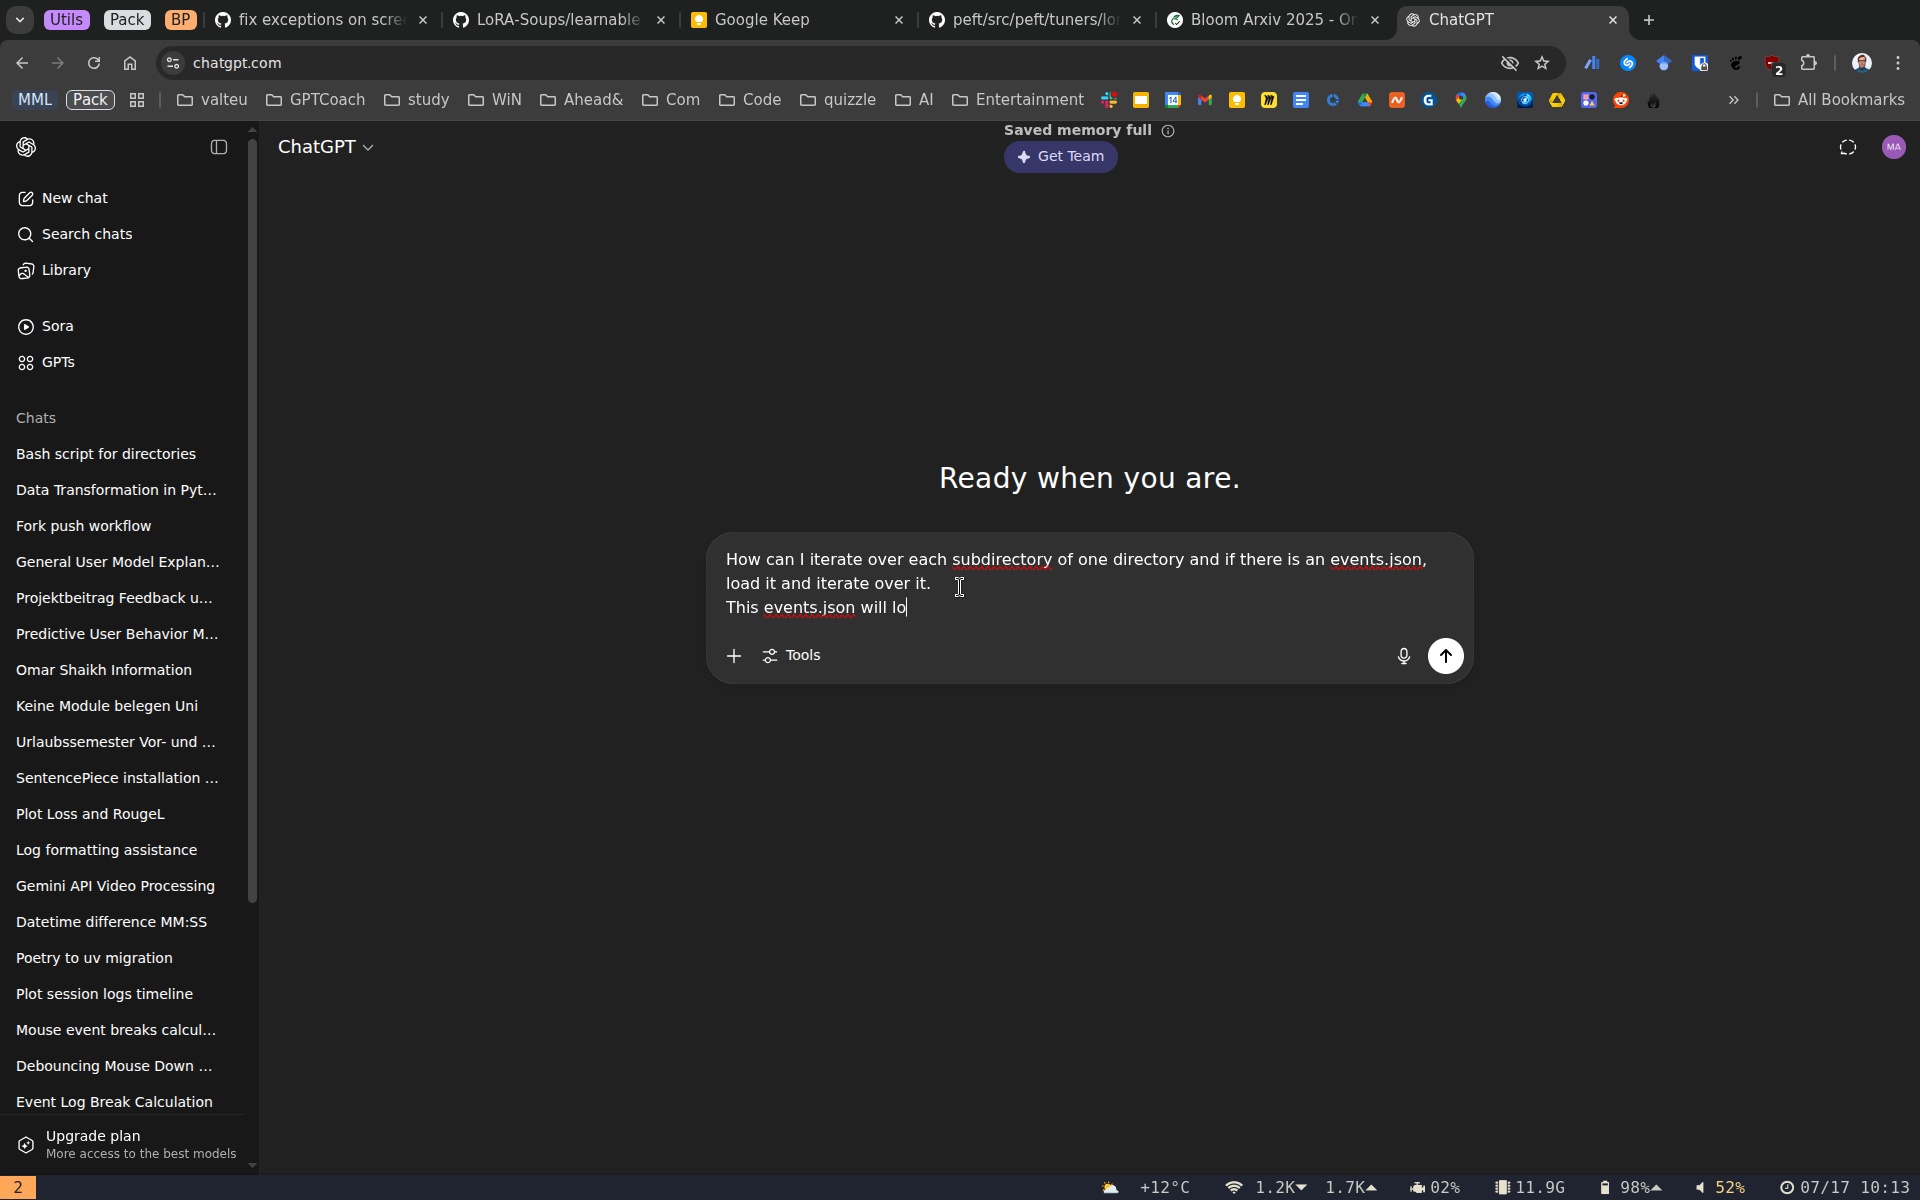 Utils
Pack
BP
fix exceptions on scre
LoRA-Soups/learnable
Google Keep
peft/src/peft/tuners/lo
Bloom Arxiv 2025 - On
ChatGPT
chatgpt.com
2
MML
Pack
valteu
GPTCoach
study
WiN
Ahead&
Com
Code
quizzle
AI
Entertainment
14
All Bookmarks
ChatGPT
Saved memory full
Get Team
MA
New chat
Search chats
Library
Sora
GPTs
Chats
Bash script for directories
Data Transformation in Pyt...
Fork push workflow
General User Model Explan...
Projektbeitrag Feedback u...
Predictive User Behavior M...
Omar Shaikh Information
Keine Module belegen Uni
Urlaubssemester Vor- und ...
SentencePiece installation ...
Plot Loss and RougeL
Log formatting assistance
Gemini API Video Processing
Datetime difference MM:SS
Poetry to uv migration
Plot session logs timeline
Mouse event breaks calcul...
Debouncing Mouse Down ...
Event Log Break Calculation
Upgrade plan
More access to the best models
Ready when you are.
How can I iterate over each subdirectory of one directory and if there is an events.json,
load it and iterate over it.
This events.json will lo
Tools
2
+12°C
1.2K
1.7K
02%
11.9G
98%
52%
07/17 10:13